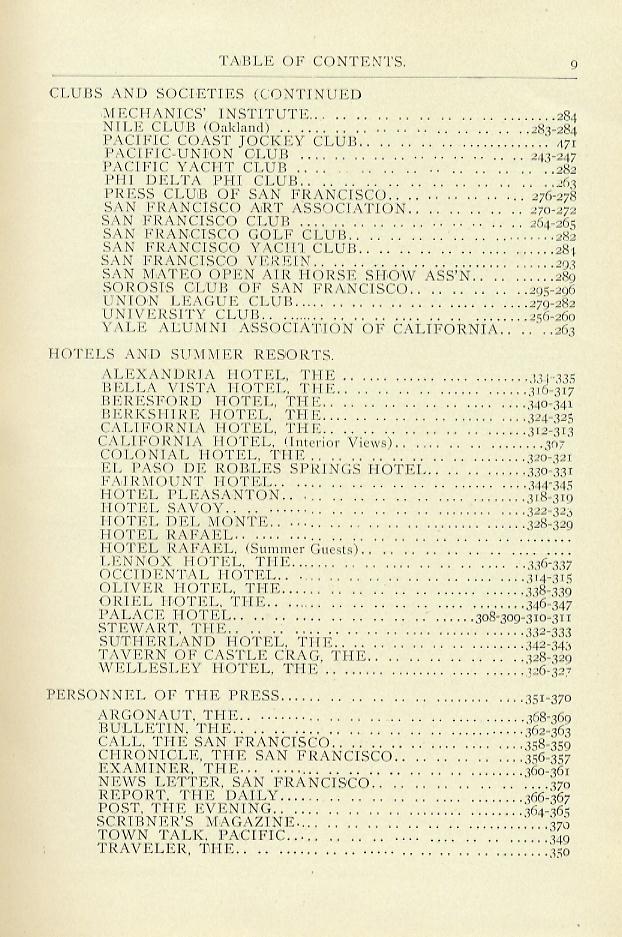 TABLE OF CONTENTS. 9
CLUBS AND SOCIETIES (CONTINUED
MECHANICS' INSTITUTE........284
NILE CLUB (Oakland)........283-284
PACIFIC COAST JOCKEY CLUB........471
PACIFIC-UNION CLUB........243-247
PACIFIC YACHT CLUB........282
PHI DELTA PHI CLUB........263
PRESS CLUB OF SAN FRANCISCO........276-278
SAN FRANCISCO ART ASSOCIATION........270-272
SAN FRANCISCO CLUB........264-265
SAN FRANCISCO GOLF CLUB........282
SAN FRANCISCO YACHT CLUB........284
SAN FRANCISCO VEREIN........293
SAN MATEO OPEN AIR HORSE SHOW ASS'N........289
SOROSIS CLUB OF SAN FRANCISCO........295-296
UNION LEAGUE CLUB........279-282
UNIVERSITY CLUB........256-260
YALE ALUMNI ASSOCIATION OF CALIFORNIA........263
HOTELS AND SUMMER RESORTS.
ALEXANDRIA HOTEL, THE........334-335
BELLA VISTA HOTEL, THE........316-317
BERESFORD HOTEL, THE........340-341
BERKSHIRE HOTEL, THE........324-325
CALIFORNIA HOTEL, THE........312-313
CALIFORNIA HOTEL, (Interior Views)........307
COLONIAL HOTEL, THE........320-321
EL PASO DE ROBLES SPRINGS HOTEL........330-331
FAIRMOUNT HOTEL........344-345
HOTEL PLEASANTON........318-319
HOTEL SAVOY........322-323
HOTEL DEL MONTE........328-329
HOTEL RAFAEL........
HOTEL RAFAEL, (Summer Guests)........
LENNOX HOTEL, THE........336-337
OCCIDENTAL HOTEL........314-315
OLIVER HOTEL, THE........338-339
ORIEL HOTEL, THE........346-347
PALACE HOTEL........308-309-310-311
STEWART, THE........332-333
SUTHERLAND HOTEL, THE........342-343
TAVERN OF CASTLE CRAG, THE........328-329
WELLESLEY HOTEL, THE........326-327
PERSONNEL OF THE PRESS........351-370
ARGONAUT, THE........368-369
BULLETIN, THE........362-363
CALL, THE SAN FRANCISCO........358-359
CHRONICLE, THE SAN FRANCISCO........356-357
EXAMINER, THE........360-361
NEWS LETTER, SAN FRANCISCO........370
REPORT, THE DAILY........366-367
POST, THE EVENING........364-365
SCRIBNER'S MAGAZINE........370
TOWN TALK, PACIFIC........349
TRAVELER, THE........350